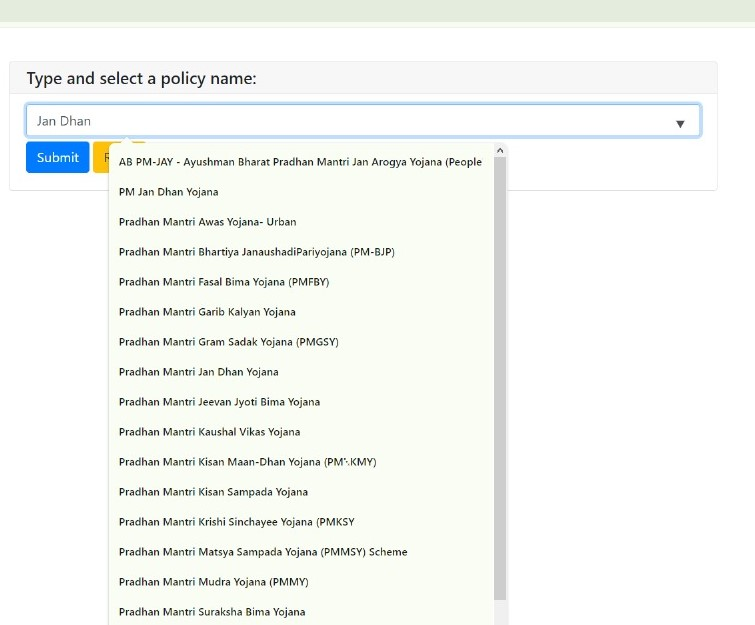 Type and select a policy name:
Jan Dhan
Submit
AB PM-JAY - Ayushman Bharat Pradhan Mantri Jan Arogya Yojana (People
PM Jan Dhan Yojana
Pradhan Mantri Awas Yojana- Urban
Pradhan Mantri Bhartiya JanaushadiPariyojana (PM-BJP)
Pradhan Mantri Fasal Bima Yojana (PMFBY)
Pradhan Mantri Garib Kalyan Yojana
Pradhan Mantri Gram Sadak Yojana (PMGSY)
Pradhan Mantri Jan Dhan Yojana
Pradhan Mantri Jeevan Jyoti Bima Yojana
Pradhan Mantri Kaushal Vikas Yojana
Pradhan Mantri Kisan Maan-Dhan Yojana (PM-KMY)
Pradhan Mantri Kisan Sampada Yojana
Pradhan Mantri Krishi Sinchayee Yojana (PMKSY
Pradhan Mantri Matsya Sampada Yojana (PMMSY) Scheme
Pradhan Mantri Mudra Yojana (PMMY)
Pradhan Mantri Suraksha Bima Yojana